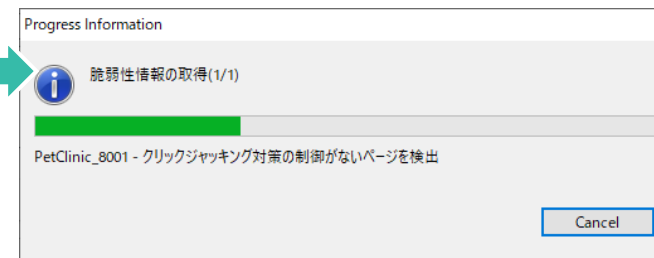 Progress Information
脆弱性情報の取得(1/1)
PetClinic_8001 - クリックジャッキング対策の制御がないページを検出
Cancel